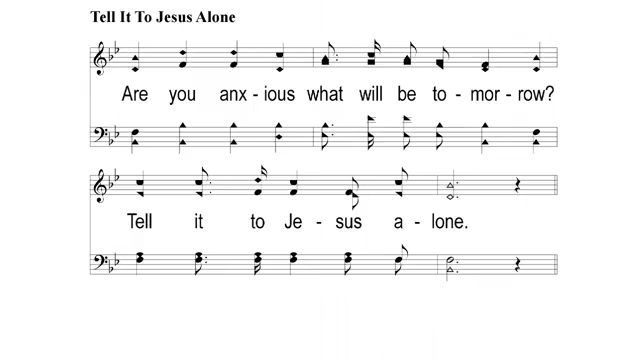 Tell It To Jesus Alone
Are you anx - ious what will be to - mor - row?
Tell it to Je - sus a - lone.